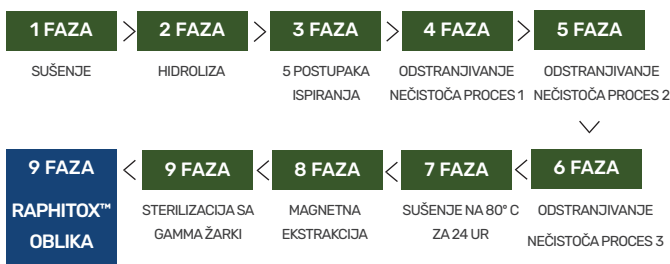 1 FAZA
SUŠENJE
2 FAZA
HIDROLIZA
3 FAZA
5 POSTUPAKA
ISPIRANJA
4 FAZA
ODSTRANJIVANJE
NEČISTOČA PROCES 1
5 FAZA
ODSTRANJIVANJE
NEČISTOČA PROCES 2
6 FAZA
ODSTRANJIVANJE
NEČISTOČA PROCES 3
7 FAZA
SUŠENJE NA 80° C
ZA 24 UR
8 FAZA
MAGNETNA
EKSTRAKCIJA
9 FAZA
STERILIZACIJA SA
GAMMA ŽARKI
9 FAZA
RAPHITOX™
OBLIKA